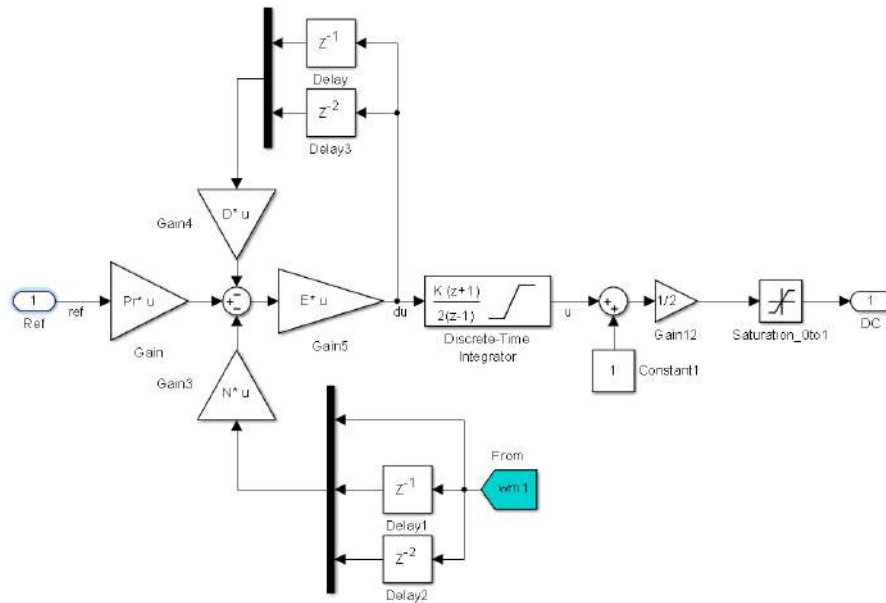 z-1
Delay
z-2
Delay3
D* u
Gain4
1
Ref
ref
Pr* u
Gain
E* u
Gain5
du
K (z+1)
2(z-1)
Discrete-Time
Integrator
u
1/2
Gain12
Saturation_0to1
1
DC
1
Constant1
Gain3
N* u
From
wm1
z-1
Delay1
z-2
Delay2